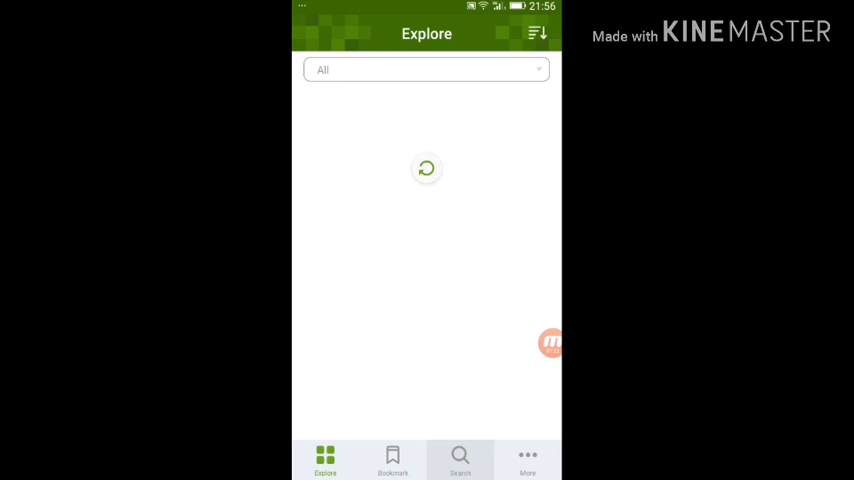 21:56
Explore
Made with KINEMASTER
All
Explore
Bookmark
Search
More